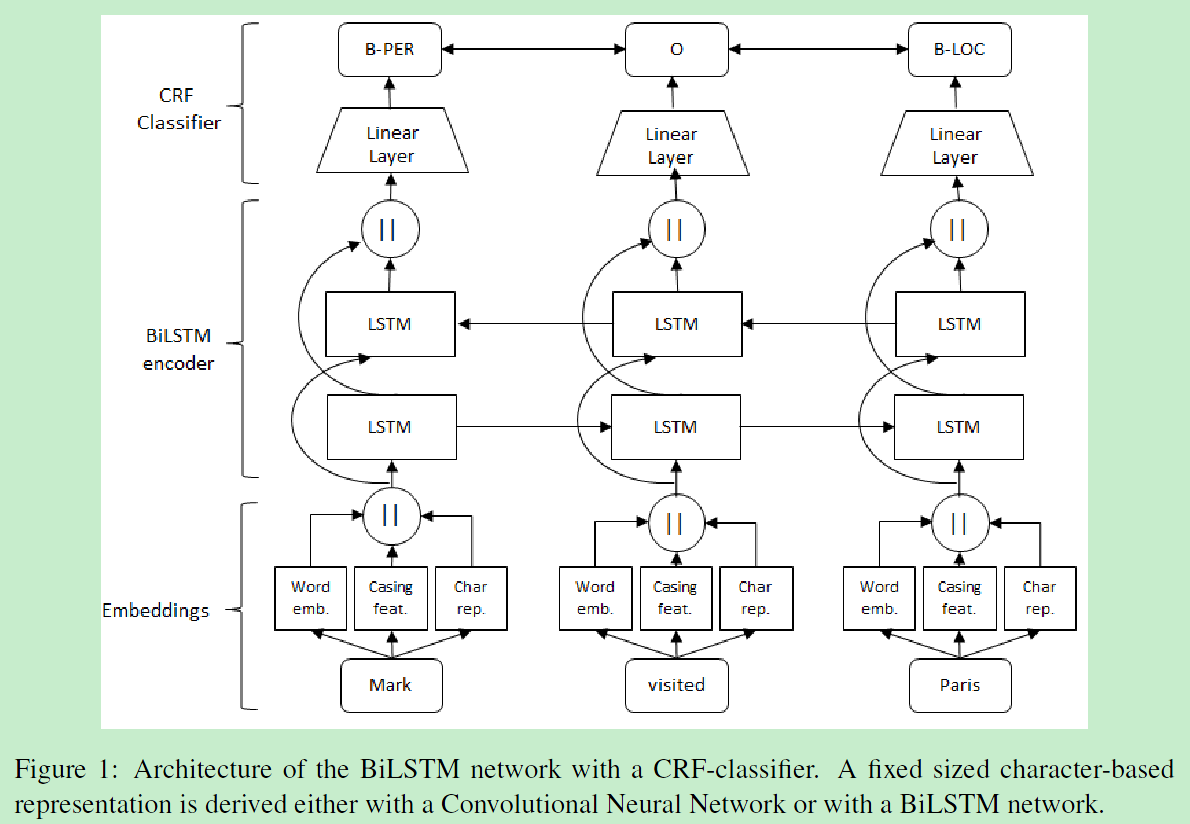 B-PER O B-LOC
CRF
Classifier
Linear
Layer
Linear
Layer
Linear
Layer
|| || ||
BiLSTM
encoder
LSTM LSTM LSTM
LSTM LSTM LSTM
|| || ||
Embeddings
Word
emb.
Casing
feat.
Char
rep.
Word
emb.
Casing
feat.
Char
rep.
Word
emb.
Casing
feat.
Char
rep.
Mark visited Paris
Figure 1: Architecture of the BiLSTM network with a CRF-classifier. A fixed sized character-based
representation is derived either with a Convolutional Neural Network or with a BiLSTM network.